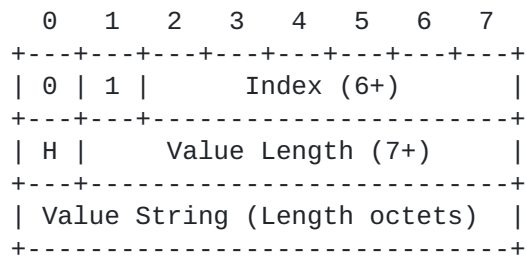 0   1   2   3   4   5   6   7
+---+---+---+---+---+---+---+---+
| 0 | 1 |      Index (6+)       |
+---+---+-----------------------+
| H |     Value Length (7+)     |
+---+---------------------------+
| Value String (Length octets)  |
+-------------------------------+